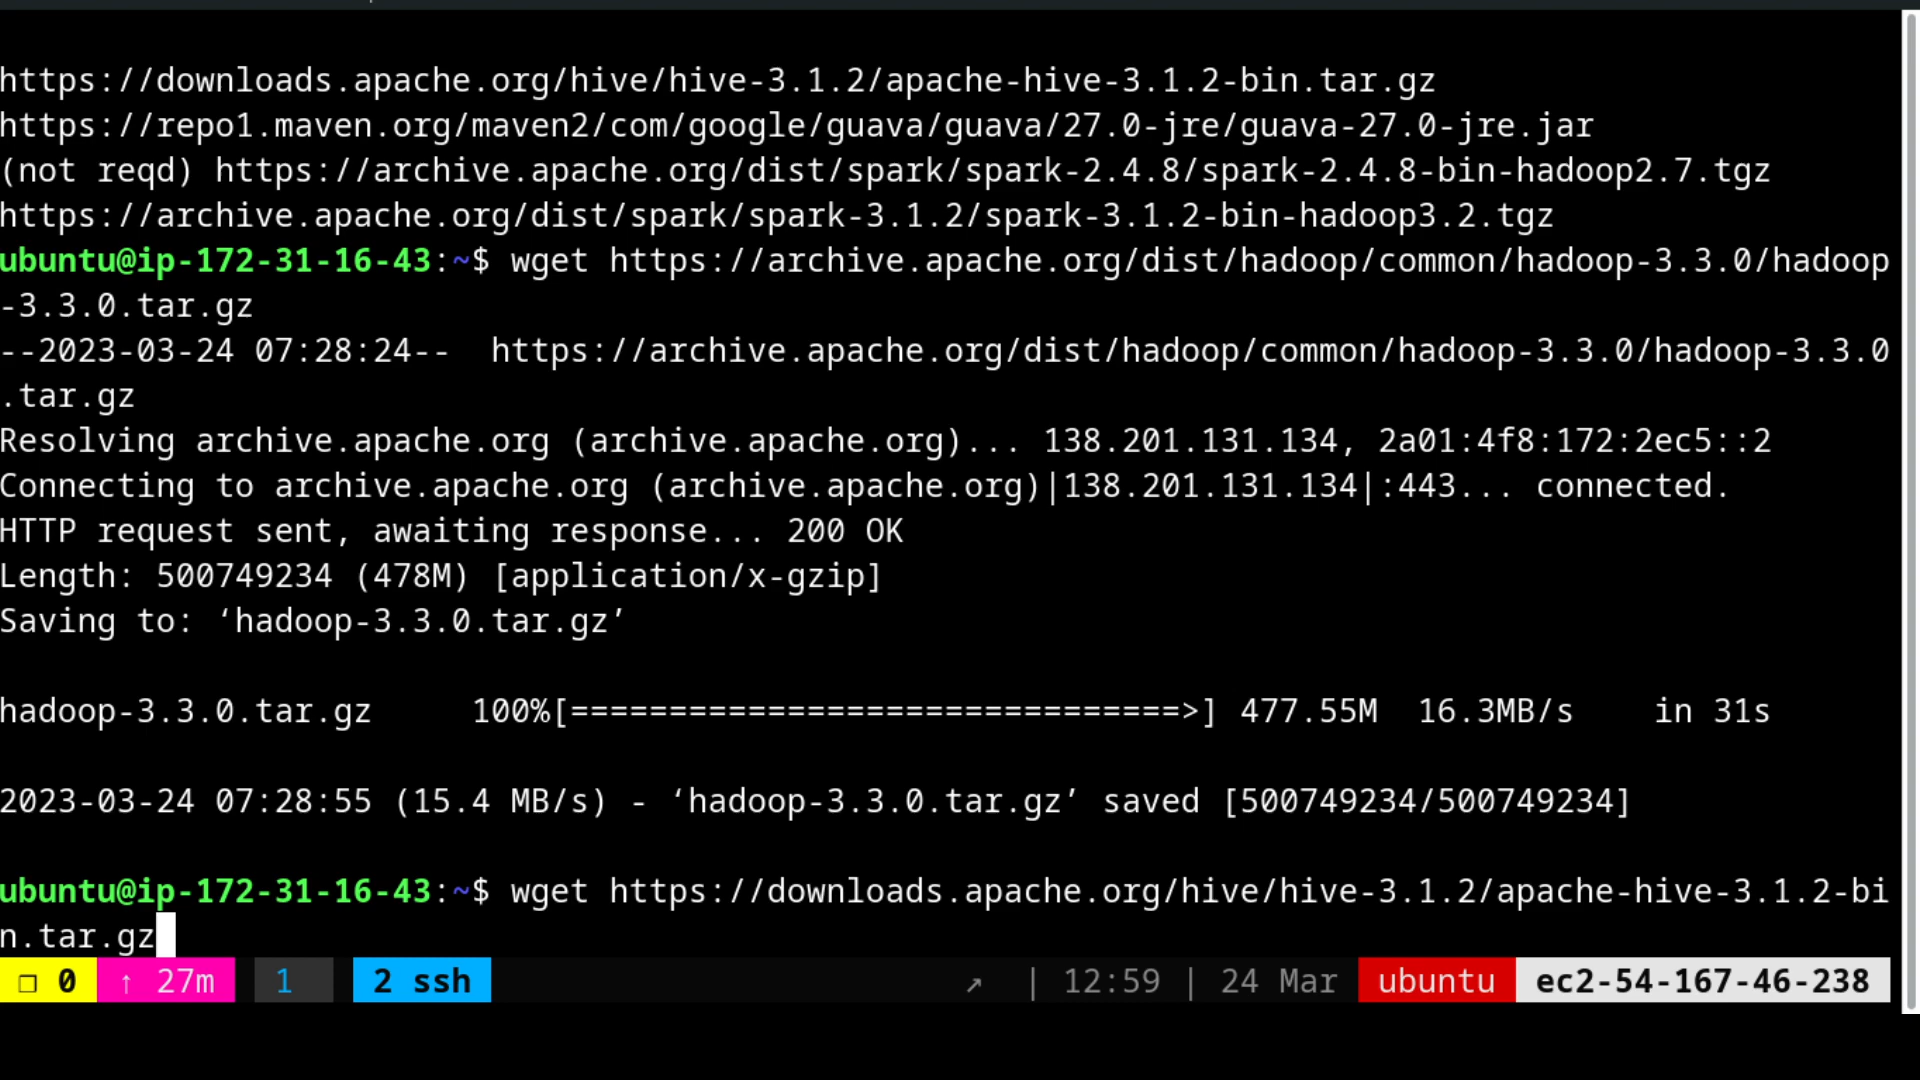 https://downloads.apache.org/hive/hive-3.1.2/apache-hive-3.1.2-bin.tar.gz
https://repo1.maven.org/maven2/com/google/guava/guava/27.0-jre/guava-27.0-jre.jar
(not reqd) https://archive.apache.org/dist/spark/spark-2.4.8/spark-2.4.8-bin-hadoop2.7.tgz
https://archive.apache.org/dist/spark/spark-3.1.2/spark-3.1.2-bin-hadoop3.2.tgz
ubuntu@ip-172-31-16-43:~$ wget https://archive.apache.org/dist/hadoop/common/hadoop-3.3.0/hadoop
-3.3.0.tar.gz
--2023-03-24 07:28:24--  https://archive.apache.org/dist/hadoop/common/hadoop-3.3.0/hadoop-3.3.0
.tar.gz
Resolving archive.apache.org (archive.apache.org)... 138.201.131.134, 2a01:4f8:172:2ec5::2
Connecting to archive.apache.org (archive.apache.org)|138.201.131.134|:443... connected.
HTTP request sent, awaiting response... 200 OK
Length: 500749234 (478M) [application/x-gzip]
Saving to: ‘hadoop-3.3.0.tar.gz’
hadoop-3.3.0.tar.gz     100%[===============================>] 477.55M  16.3MB/s    in 31s
2023-03-24 07:28:55 (15.4 MB/s) - ‘hadoop-3.3.0.tar.gz’ saved [500749234/500749234]
ubuntu@ip-172-31-16-43:~$ wget https://downloads.apache.org/hive/hive-3.1.2/apache-hive-3.1.2-bi
n.tar.gz
❐ 0 ↑ 27m 1 2 ssh ↗ | 12:59 | 24 Mar ubuntu ec2-54-167-46-238